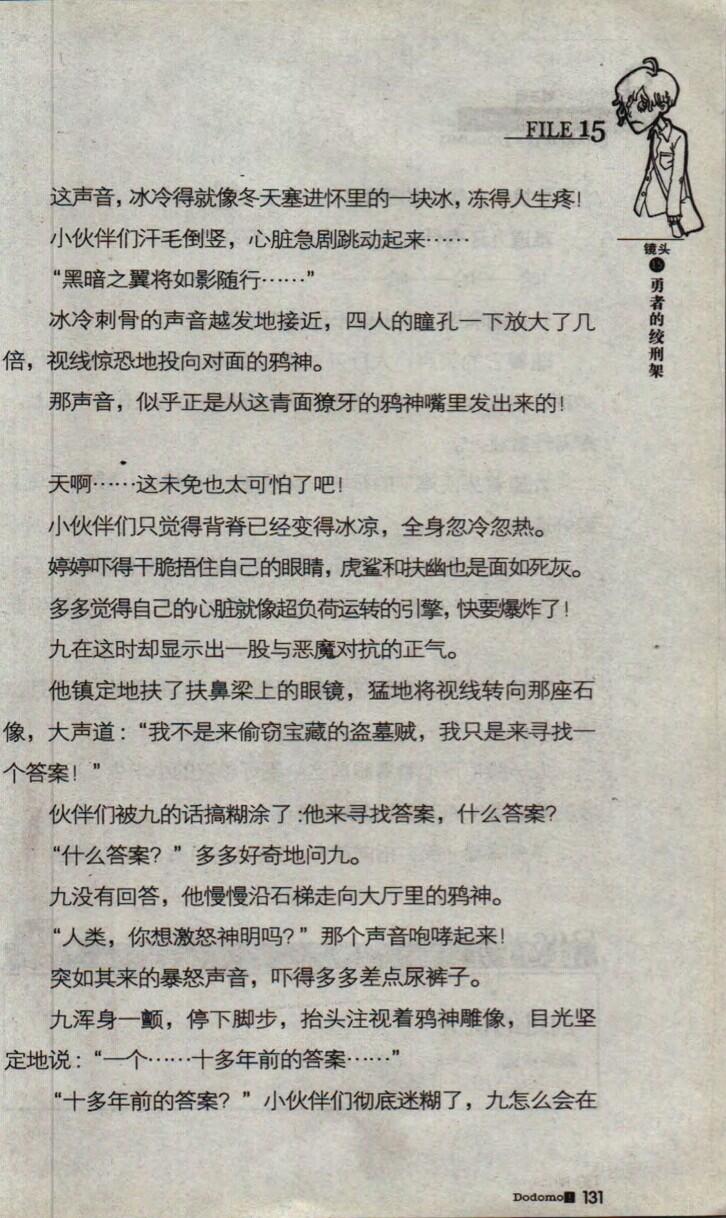 FILE 15
镜头
勇者的绞刑架
这声音，冰冷得就像冬天塞进怀里的一块冰，冻得人生疼！
小伙伴们汗毛倒竖，心脏急剧跳动起来……
“黑暗之翼将如影随行……”
冰冷刺骨的声音越发地接近，四人的瞳孔一下放大了几
倍，视线惊恐地投向对面的鸦神。
那声音，似乎正是从这青面獠牙的鸦神嘴里发出来的！
天啊……这未免也太可怕了吧！
小伙伴们只觉得背脊已经变得冰凉，全身忽冷忽热。
婷婷吓得干脆捂住自己的眼睛，虎鲨和扶幽也是面如死灰。
多多觉得自己的心脏就像超负荷运转的引擎，快要爆炸了！
九在这时却显示出一股与恶魔对抗的正气。
他镇定地扶了扶鼻梁上的眼镜，猛地将视线转向那座石
像，大声道：“我不是来偷窃宝藏的盗墓贼，我只是来寻找一
个答案！”
伙伴们被九的话搞糊涂了:他来寻找答案，什么答案？
“什么答案？”多多好奇地问九。
九没有回答，他慢慢沿石梯走向大厅里的鸦神。
“人类，你想激怒神明吗？”那个声音咆哮起来！
突如其来的暴怒声音，吓得多多差点尿裤子。
九浑身一颤，停下脚步，抬头注视着鸦神雕像，目光坚
定地说：“一个……十多年前的答案……”
“十多年前的答案？”小伙伴们彻底迷糊了，九怎么会在
Dodomo! 131